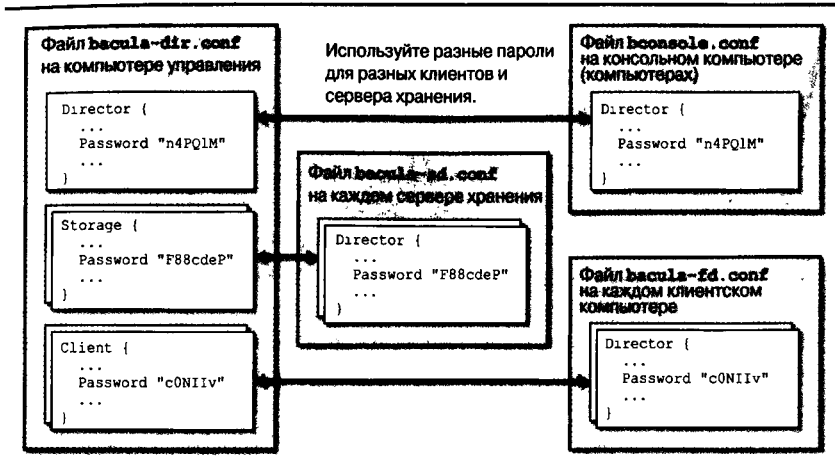 Файл bacula-dir.conf
на компьютере управления
Director {
...
Password "n4PQlM"
...
}
Storage {
...
Password "F88cdeP"
...
}
Client {
...
Password "c0NIIv"
...
}
Используйте разные пароли
для разных клиентов и
сервера хранения.
Файл bacula-sd.conf
на каждом сервере хранения
Director {
...
Password "F88cdeP"
...
}
Файл bconsole.conf
на консольном компьютере
(компьютерах)
Director {
...
Password "n4PQlM"
...
}
Файл bacula-fd.conf
на каждом клиентском
компьютере
Director {
...
Password "c0NIIv"
...
}